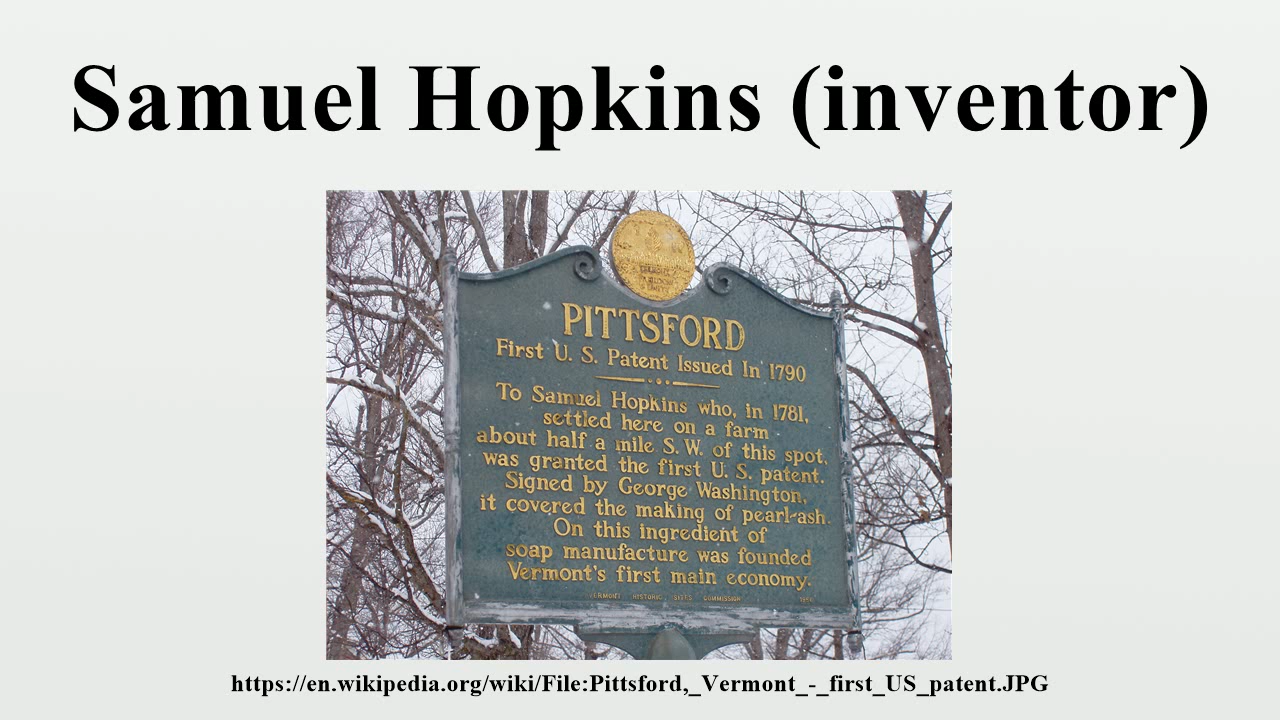 Samuel Hopkins (inventor)
PITTSFORD
First U. S. Patent Issued In 1790
To Samuel Hopkins who, in 1781,
settled here on a farm
about half a mile S.W. of this spot,
was granted the first U. S. patent.
Signed by George Washington,
it covered the making of pearl-ash.
On this ingredient of
soap manufacture was founded
Vermont's first main economy.
VERMONT HISTORIC SITES COMMISSION
https://en.wikipedia.org/wiki/File:Pittsford,_Vermont_-_first_US_patent.JPG